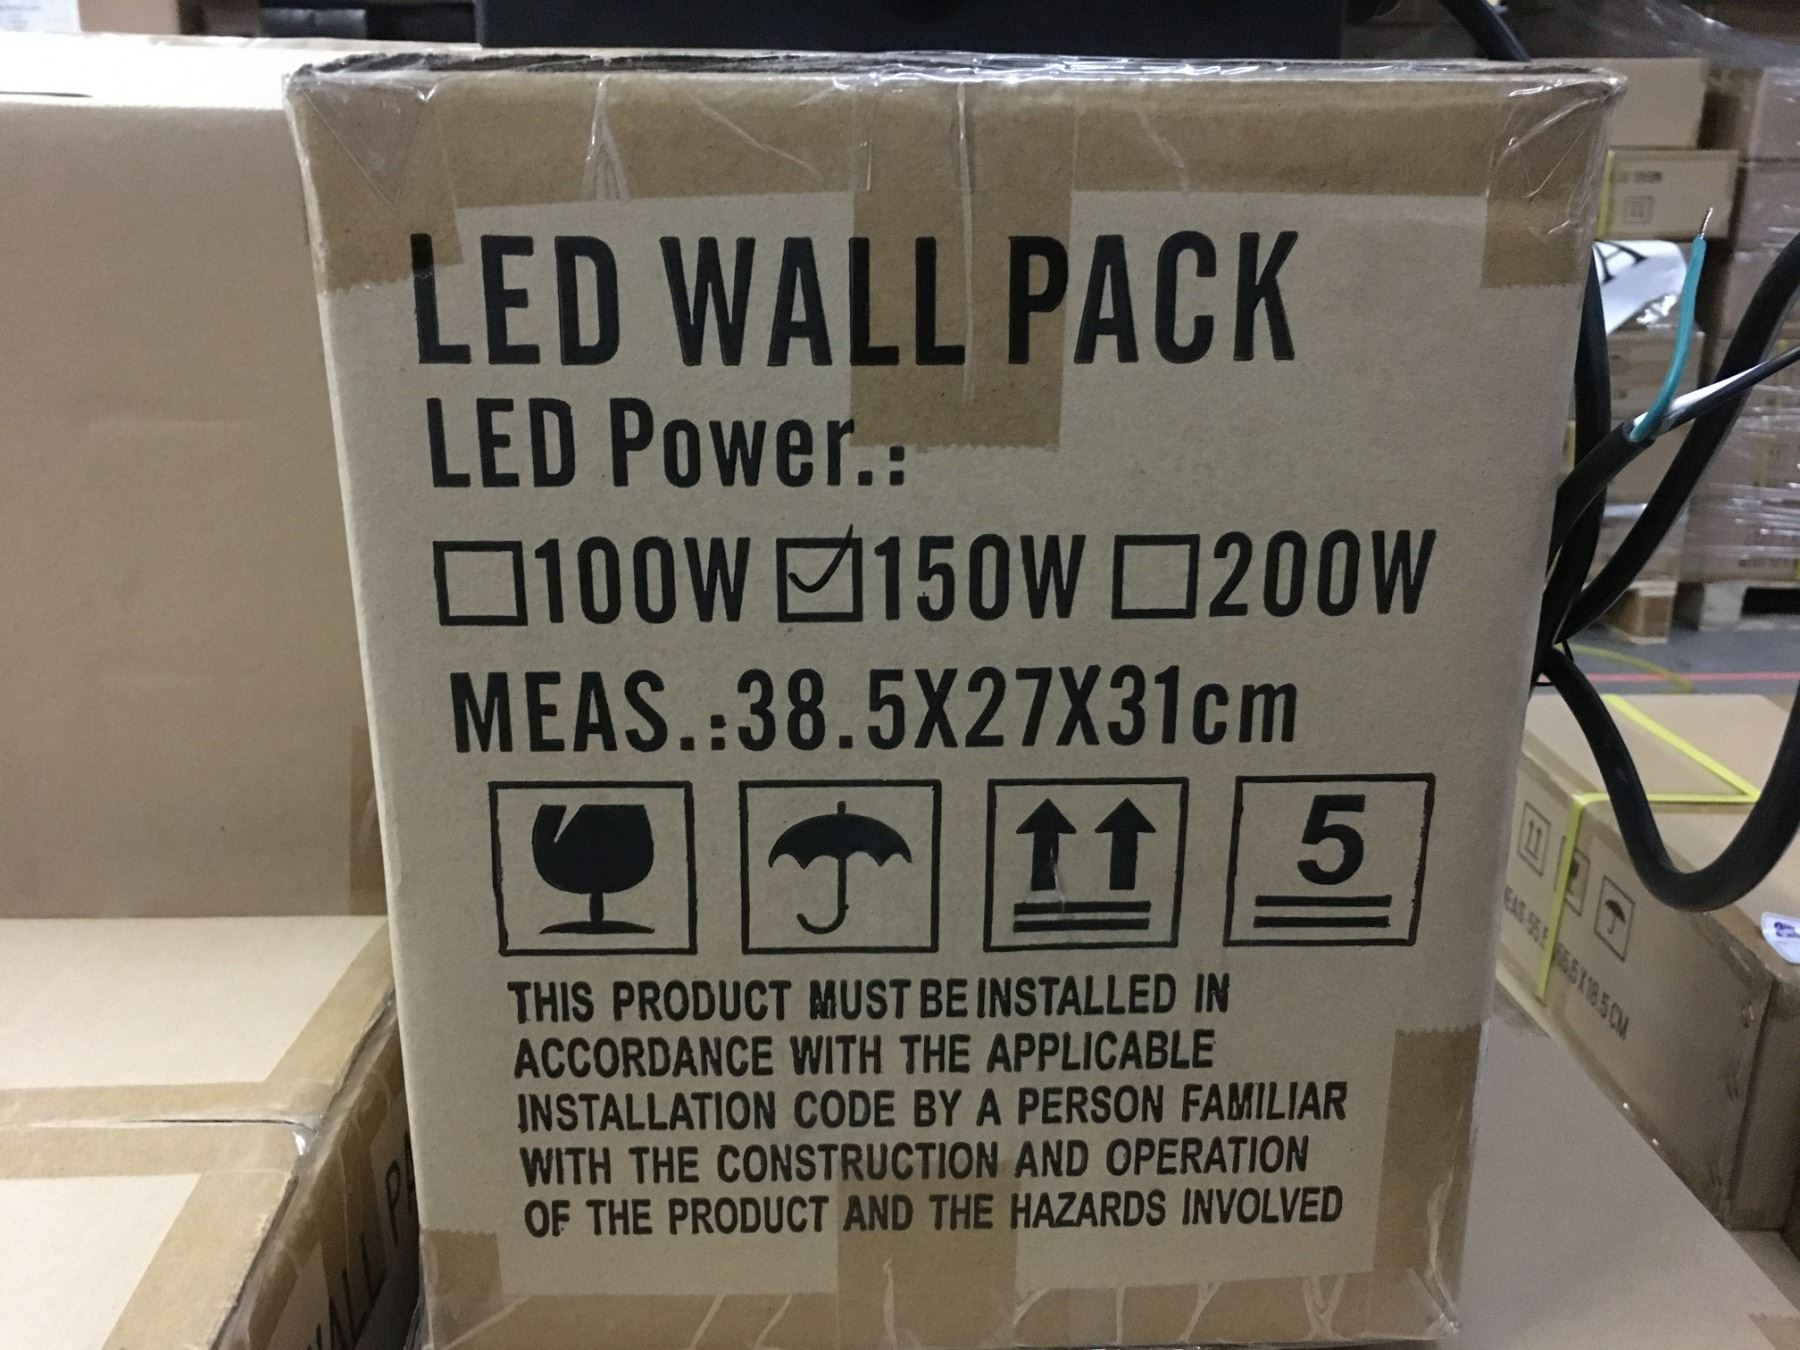 LED WALL PACK
LED Power.:
100W 150W 200W
MEAS.:38.5X27X31cm
5
THIS PRODUCT MUST BE INSTALLED IN
ACCORDANCE WITH THE APPLICABLE
INSTALLATION CODE BY A PERSON FAMILIAR
WITH THE CONSTRUCTION AND OPERATION
OF THE PRODUCT AND THE HAZARDS INVOLVED